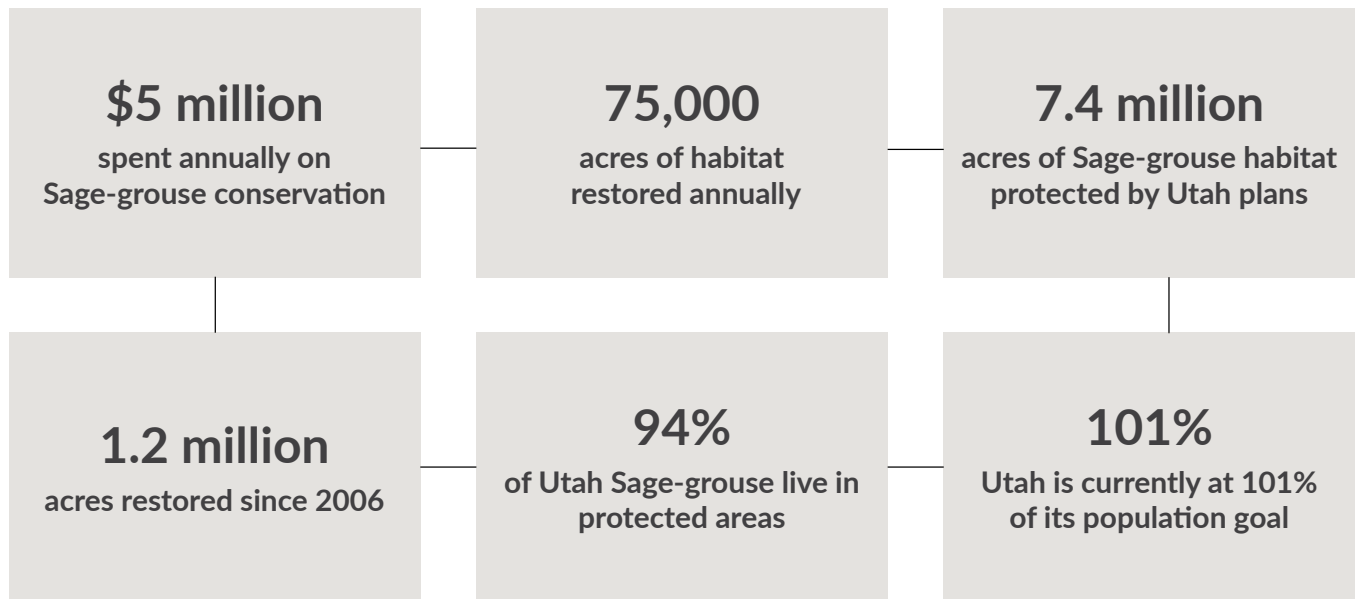 $5 million
spent annually on
Sage-grouse conservation
75,000
acres of habitat
restored annually
7.4 million
acres of Sage-grouse habitat
protected by Utah plans
1.2 million
acres restored since 2006
94%
of Utah Sage-grouse live in
protected areas
101%
Utah is currently at 101%
of its population goal